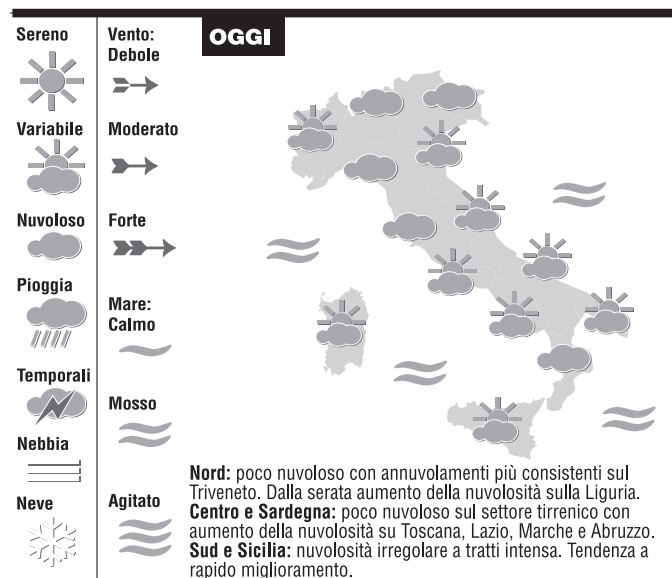 Sereno
Variabile
Nuvoloso
Pioggia
Temporali
Nebbia
Neve
Vento:
Debole
Moderato
Forte
Mare:
Calmo
Mosso
Agitato
OGGI
Nord: poco nuvoloso con annuvolamenti più consistenti sul
Triveneto. Dalla serata aumento della nuvolosità sulla Liguria.
Centro e Sardegna: poco nuvoloso sul settore tirrenico con
aumento della nuvolosità su Toscana, Lazio, Marche e Abruzzo.
Sud e Sicilia: nuvolosità irregolare a tratti intensa. Tendenza a
rapido miglioramento.